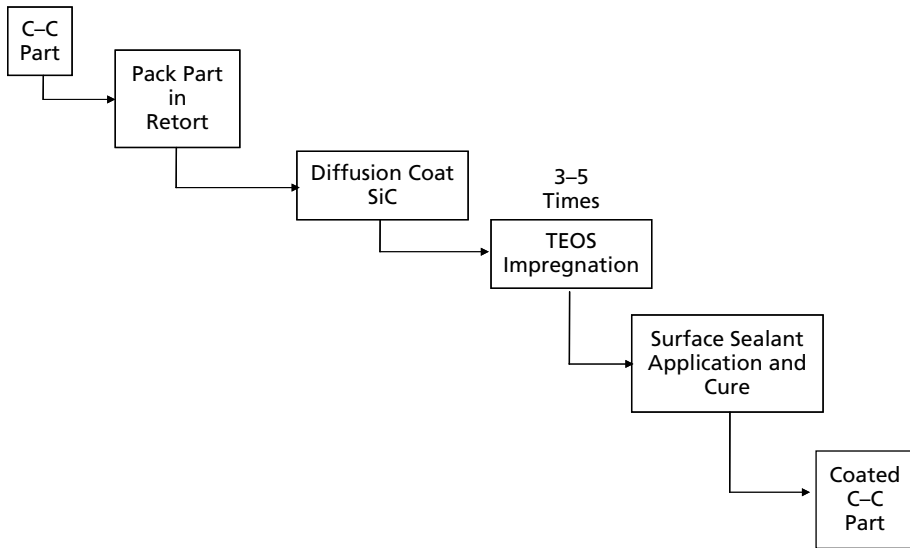 C–C
Part
Pack Part
in
Retort
Diffusion Coat
SiC
3–5
Times
TEOS
Impregnation
Surface Sealant
Application and
Cure
Coated
C–C
Part